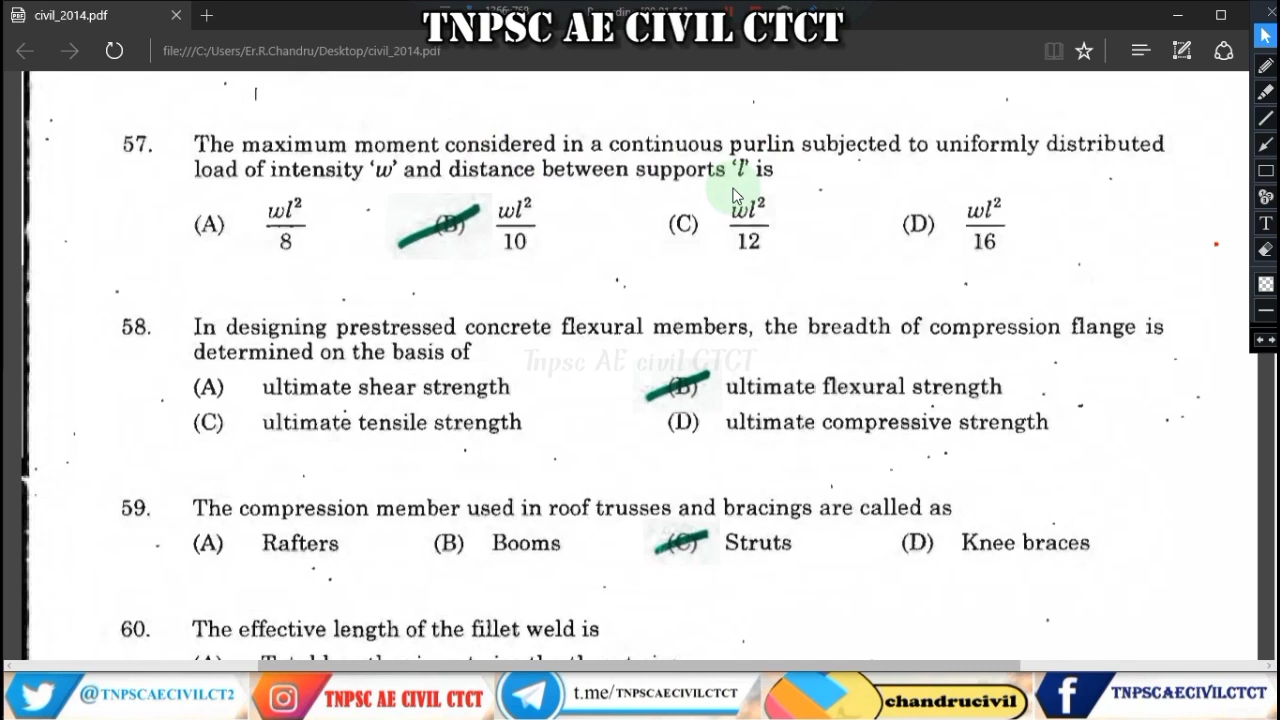 civil_2014.pdf
TNPSC AE CIVIL CTCT
file:///C:/Users/Er.R.Chandru/Desktop/civil_2014.pdf
57. The maximum moment considered in a continuous purlin subjected to uniformly distributed
load of intensity ‘w’ and distance between supports ‘l’ is
(A) wl²/8 (B) wl²/10 (C) wl²/12 (D) wl²/16
58. In designing prestressed concrete flexural members, the breadth of compression flange is
determined on the basis of
Tnpsc AE civil CTCT
(A) ultimate shear strength (B) ultimate flexural strength
(C) ultimate tensile strength (D) ultimate compressive strength
59. The compression member used in roof trusses and bracings are called as
(A) Rafters (B) Booms (C) Struts (D) Knee braces
60. The effective length of the fillet weld is
@TNPSCAECIVILCT2 TNPSC AE CIVIL CTCT t.me/TNPSCAECIVILCTCT chandrucivil TNPSCAECIVILCTCT